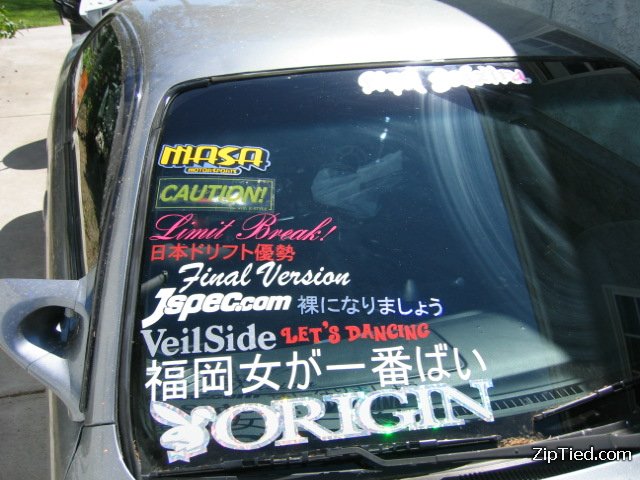 MASA
MOTORSPORTS
CAUTION!
Limit Break!
日本ドリフト優勢
Final Version
Jspec.com 裸になりましょう
VeilSide LET'S DANCING
福岡女が一番ばい
ORIGIN
ZipTied.com